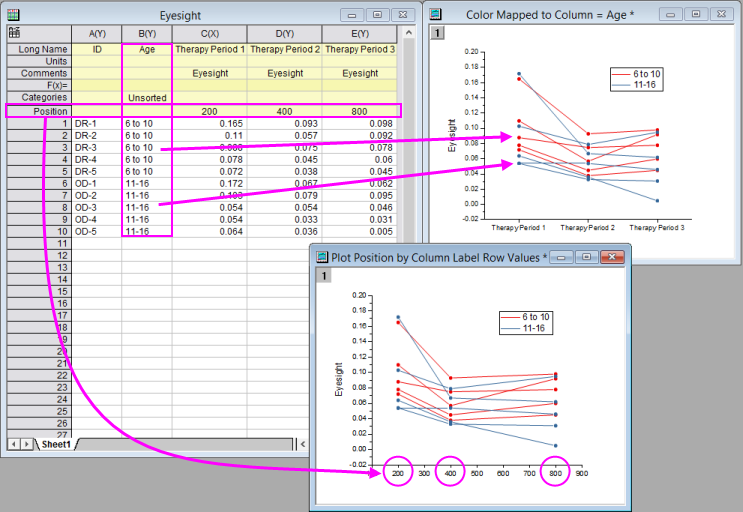 Eyesight
A(Y) B(Y) C(X) D(Y) E(Y)
Long Name ID Age Therapy Period 1 Therapy Period 2 Therapy Period 3
Units
Comments Eyesight Eyesight Eyesight
F(x)=
Categories Unsorted
Position 200 400 800
1 DR-1 6 to 10 0.165 0.093 0.098
2 DR-2 6 to 10 0.11 0.057 0.092
3 DR-3 6 to 10 0.088 0.075 0.078
4 DR-4 6 to 10 0.078 0.045 0.06
5 DR-5 6 to 10 0.072 0.038 0.045
6 OD-1 11-16 0.172 0.067 0.062
7 OD-2 11-16 0.103 0.079 0.095
8 OD-3 11-16 0.054 0.054 0.046
9 OD-4 11-16 0.054 0.033 0.031
10 OD-5 11-16 0.064 0.036 0.005
11
12
13
14
15
16
17
18
19
20
21
22
23
24
25
26
27
Sheet1
Color Mapped to Column = Age *
1
0.20
0.18
0.16
0.14
0.12
0.10
0.08
0.06
0.04
0.02
0.00
-0.02
Eyesight
6 to 10
11-16
Therapy Period 1 Therapy Period 2 Therapy Period 3
Plot Position by Column Label Row Values *
1
0.20
0.18
0.16
0.14
0.12
0.10
0.08
0.06
0.04
0.02
0.00
-0.02
Eyesight
6 to 10
11-16
200 300 400 500 600 700 800 900